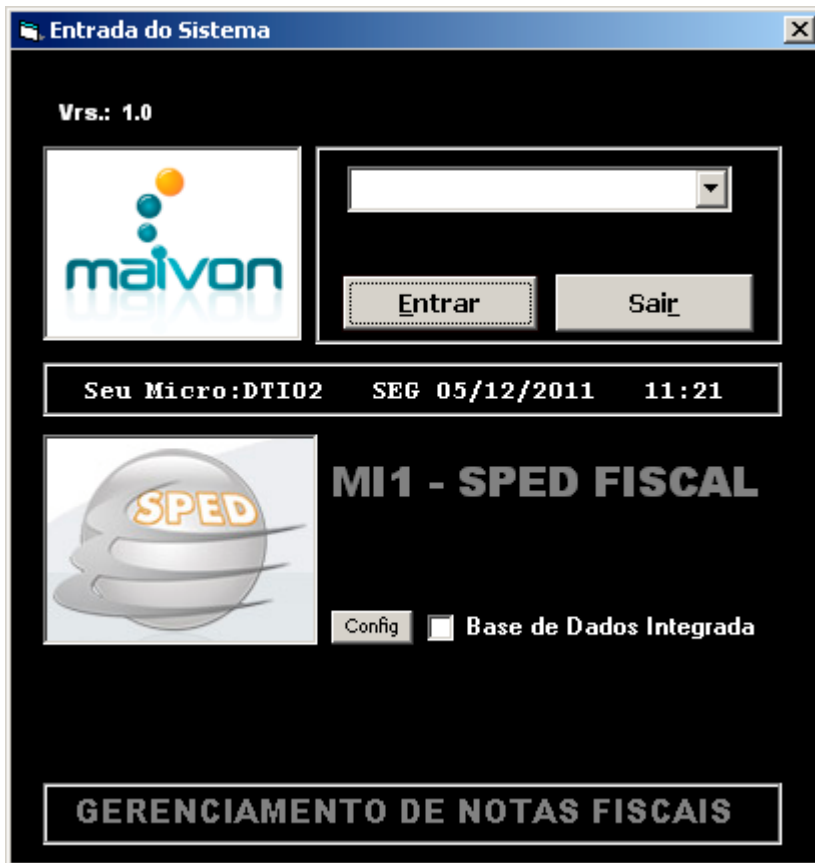 Entrada do Sistema
Vrs.: 1.0
maivon
Entrar
Sair
Seu Micro:DTI02 SEG 05/12/2011 11:21
SPED
MI1 - SPED FISCAL
Config
Base de Dados Integrada
GERENCIAMENTO DE NOTAS FISCAIS